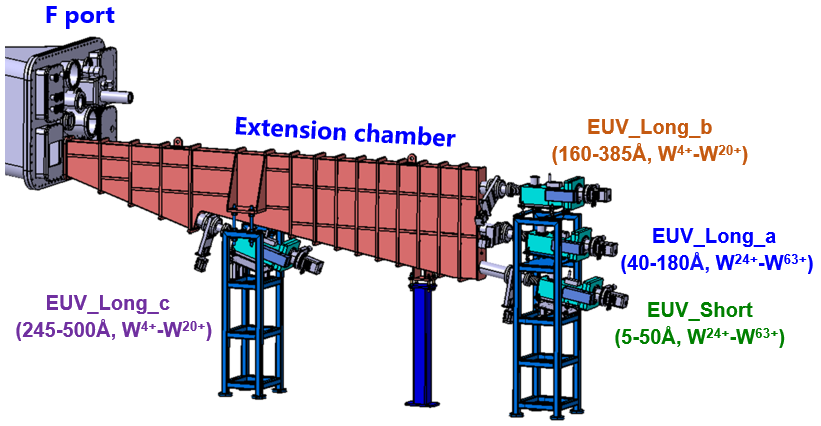 F port
Extension chamber
EUV_Long_b
(160-385Å, W⁴⁺-W²⁰⁺)
EUV_Long_a
(40-180Å, W²⁴⁺-W⁶³⁺)
EUV_Long_c
(245-500Å, W⁴⁺-W²⁰⁺)
EUV_Short
(5-50Å, W²⁴⁺-W⁶³⁺)